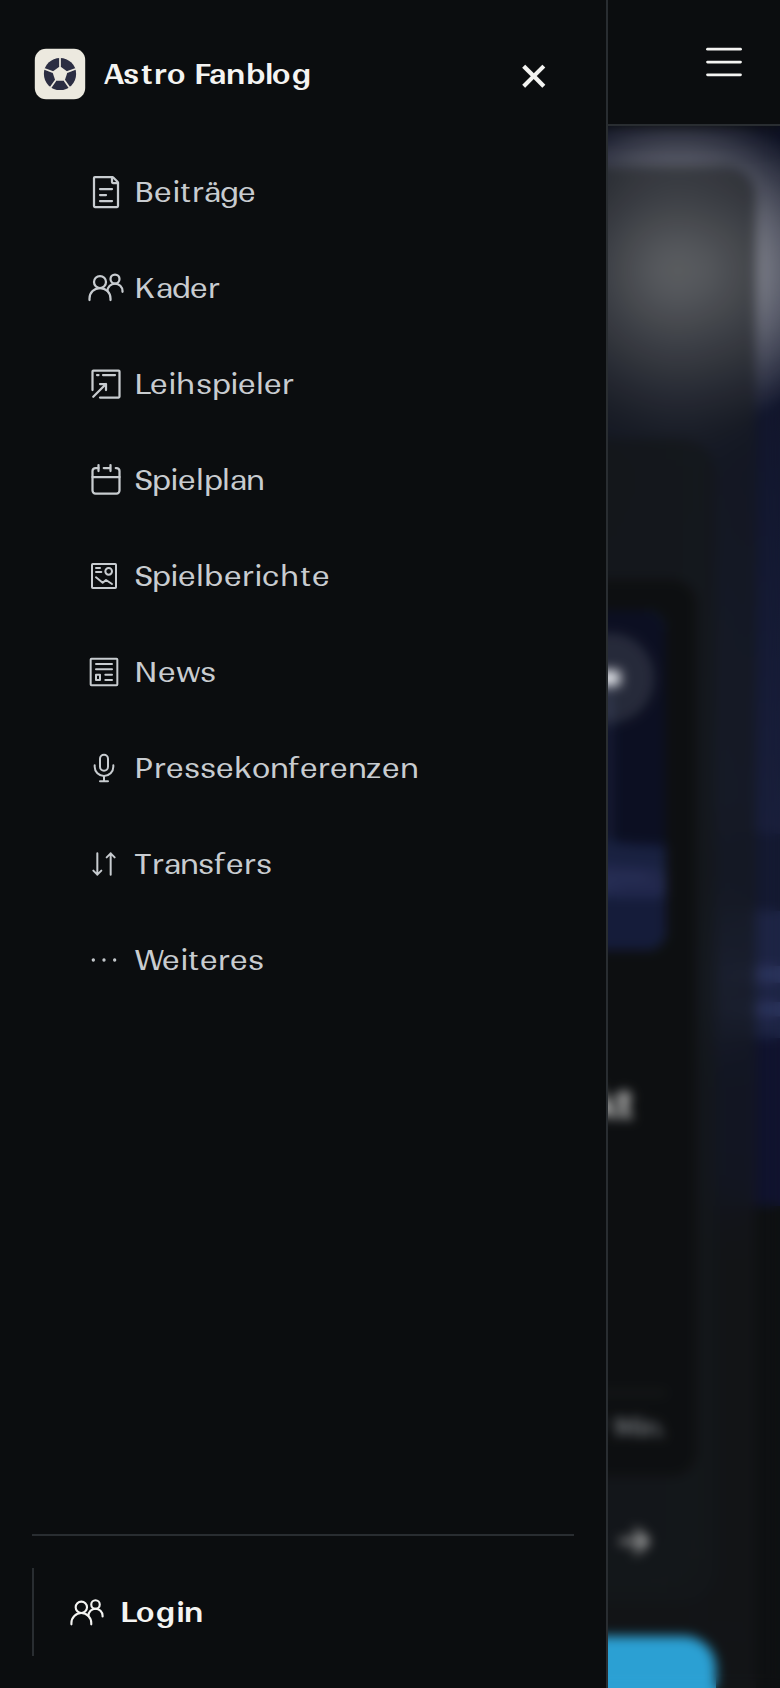 Astro Fanblog
Beiträge
Kader
Leihspieler
Spielplan
Spielberichte
News
Pressekonferenzen
Transfers
Weiteres
Login